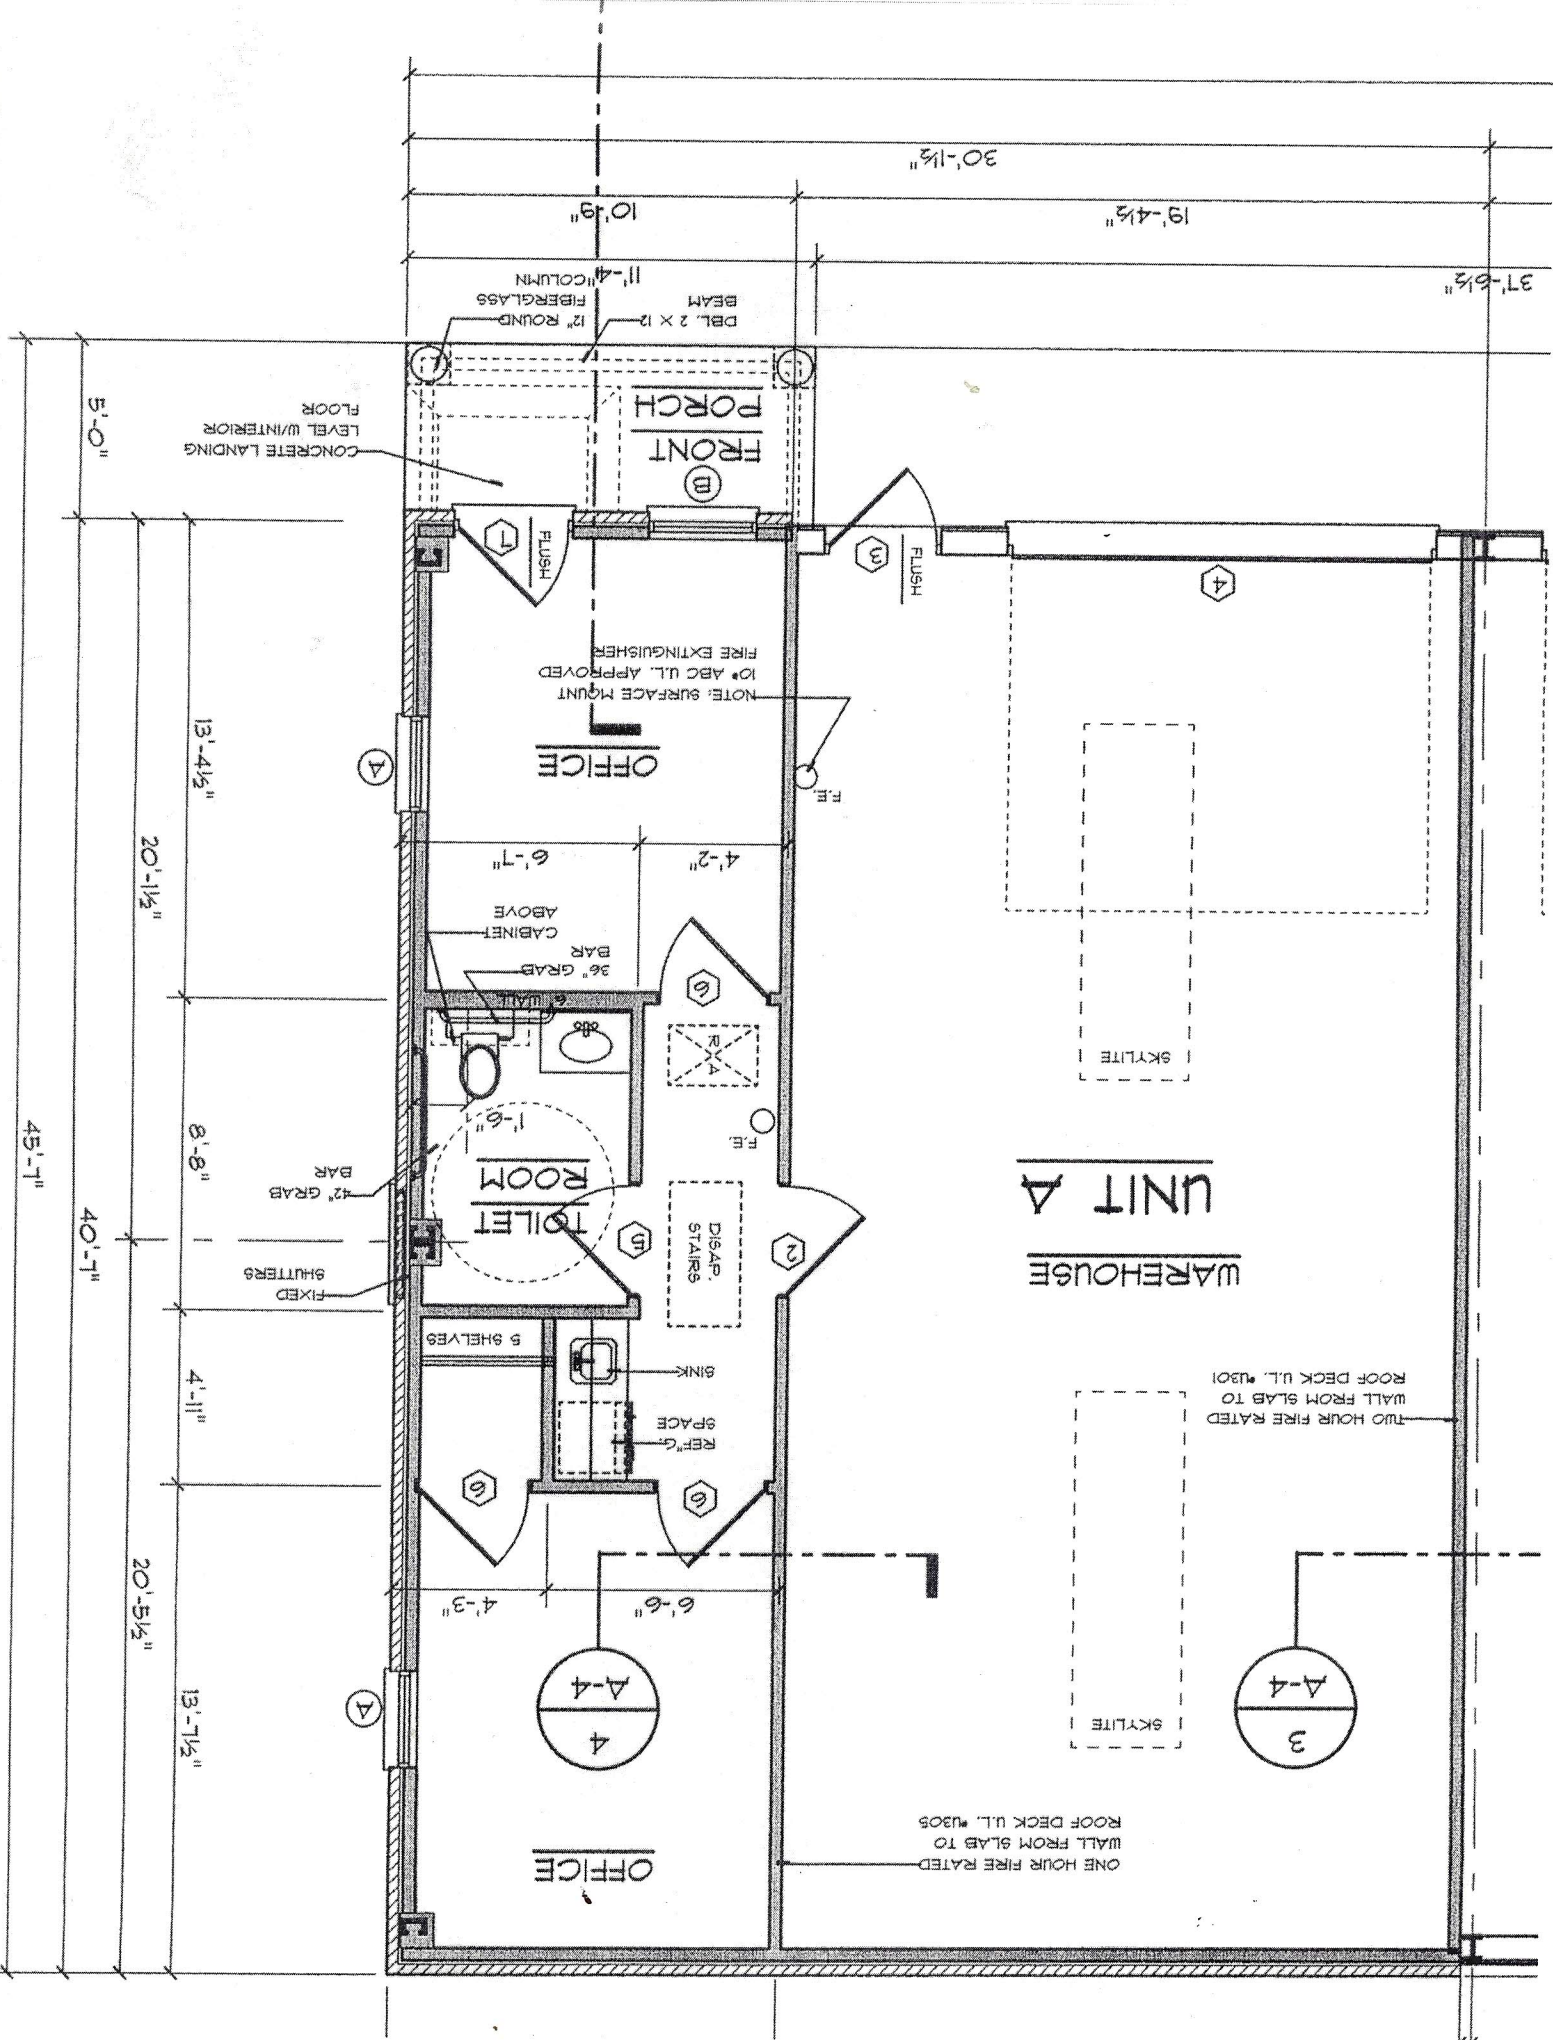 OFFICE
ONE HOUR FIRE RATED
WALL FROM SLAB TO
ROOF DECK U.L. #U305
3
A-4
4
A-4
SKYLITE
A
13'-7½"
20'-5½"
6'-6"
4'-3"
6
6
REF'G.
SPACE
SINK
5 SHELVES
4'-11"
TWO HOUR FIRE RATED
WALL FROM SLAB TO
ROOF DECK U.L. #U301
WAREHOUSE
UNIT A
2
DISAP.
STAIRS
5
TOILET
ROOM
FIXED
SHUTTERS
42" GRAB
BAR
1'-6"
8'-8"
40'-7"
45'-7"
F.E.
SKYLITE
R A
6
6" WALL
36" GRAB
BAR
CABINET
ABOVE
4'-2"
6'-7"
20'-1½"
F.E.
OFFICE
A
13'-4½"
NOTE: SURFACE MOUNT
10# ABC U.L. APPROVED
FIRE EXTINGUISHER
4
3
FLUSH
1
FLUSH
B
FRONT
PORCH
CONCRETE LANDING
LEVEL W/INTERIOR
FLOOR
5'-0"
DBL. 2 X 12
BEAM
12" ROUND
FIBERGLASS
COLUMN
37'-6½"
11'-4"
19'-4½"
10'-9"
30'-1½"